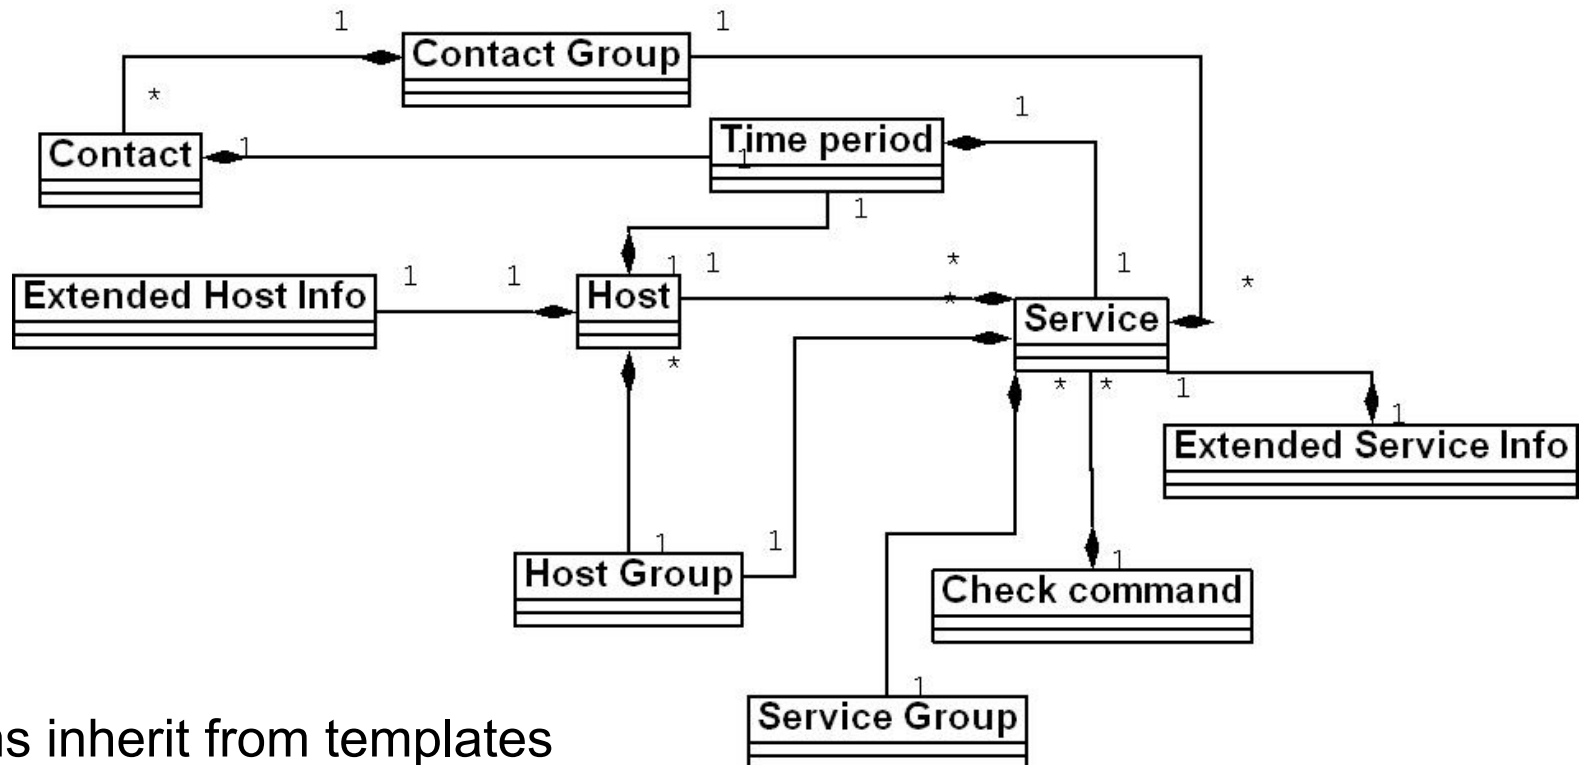 1
1
Contact Group
*
1
Time period
Contact
1
1
1
1
1
*
1
1
1
1
*
Extended Host Info
Host
*
Service
*
*
*
1
1
Extended Service Info
1
1
1
Host Group
Check command
1
Service Group
ns inherit from templates